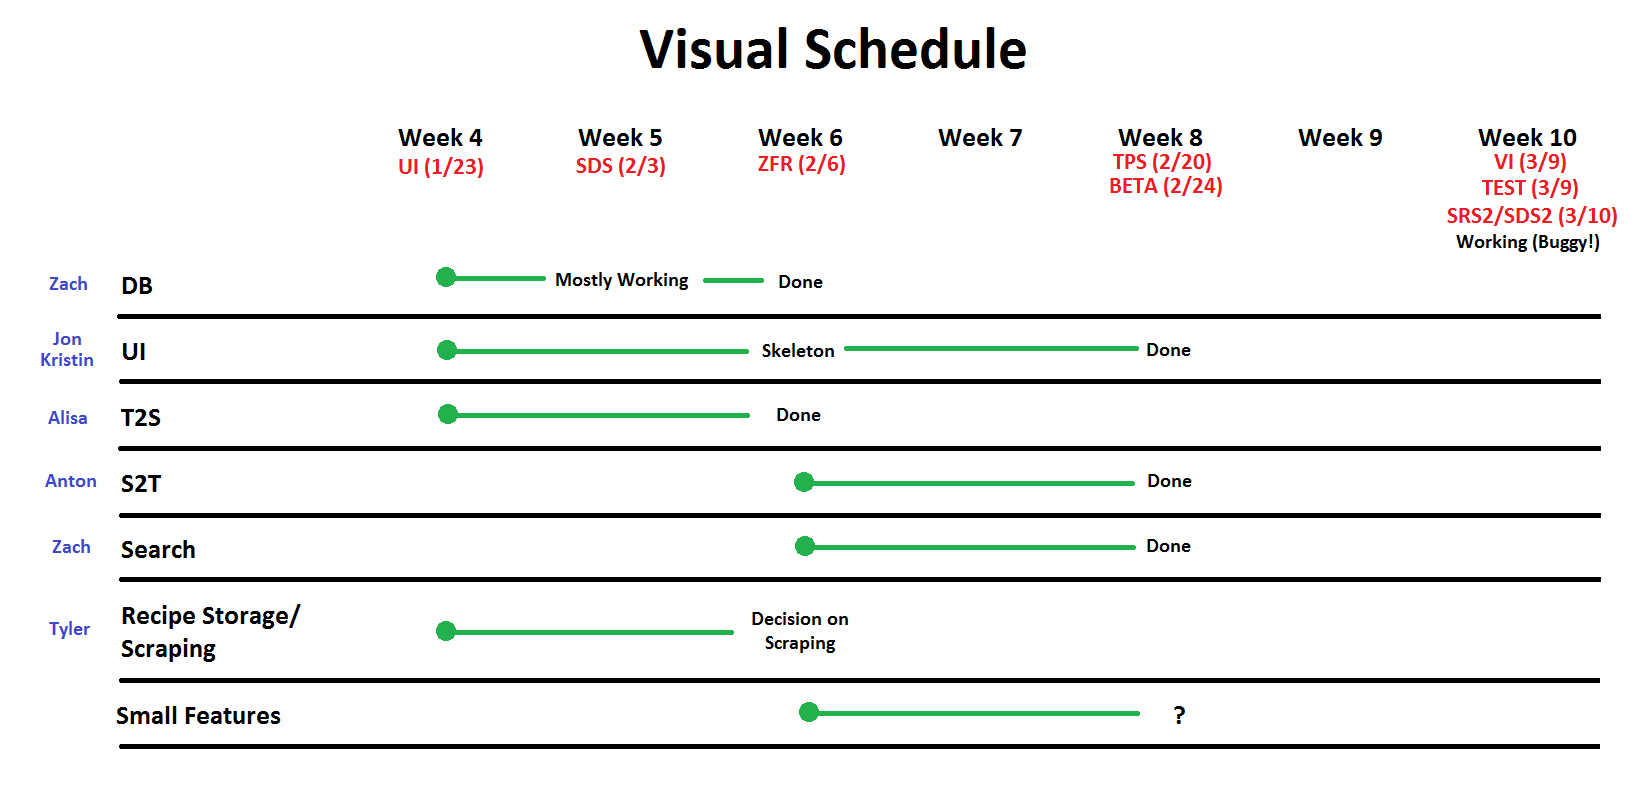 Visual Schedule
Week 4 Week 5 Week 6 Week 7 Week 8 Week 9 Week 10
UI (1/23) SDS (2/3) ZFR (2/6) TPS (2/20) VI (3/9)
BETA (2/24) TEST (3/9)
SRS2/SDS2 (3/10)
Working (Buggy!)
Zach DB Mostly Working Done
Jon
Kristin
UI Skeleton Done
Alisa T2S Done
Anton S2T Done
Zach Search Done
Tyler
Recipe Storage/
Scraping
Decision on
Scraping
Small Features ?